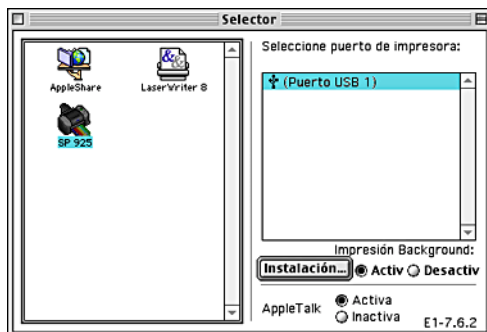 Selector
AppleShare
LaserWriter 8
SP 925
Seleccione puerto de impresora:
(Puerto USB 1)
Impresión Background:
Instalación...
Activ
Desactiv
AppleTalk
Activa
Inactiva
E1-7.6.2